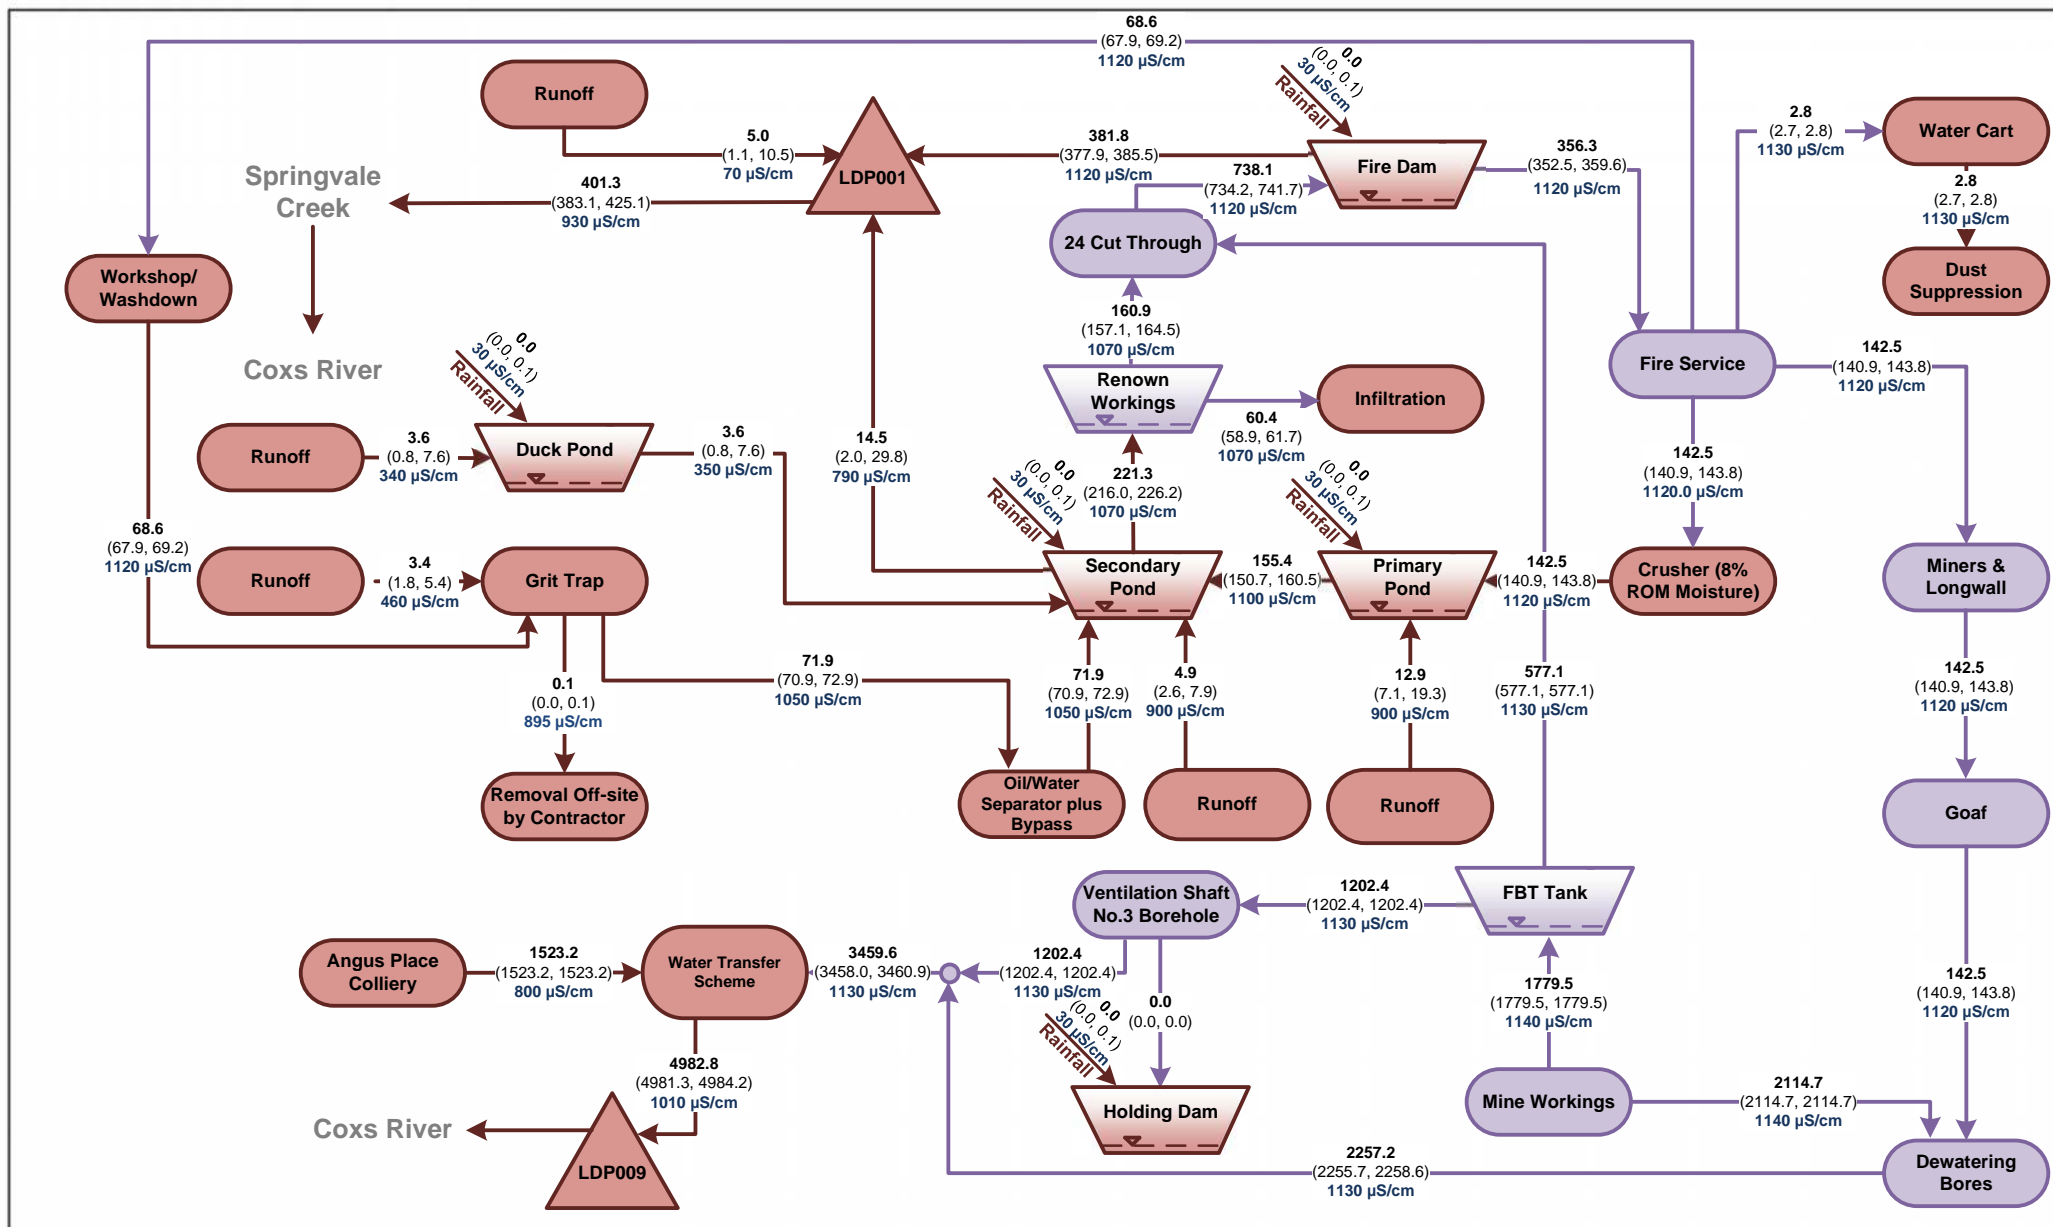 68.6
(67.9, 69.2)
1120 µS/cm
Runoff
5.0
(1.1, 10.5)
70 µS/cm
LDP001
381.8
(377.9, 385.5)
1120 µS/cm
0.0
(0.0, 0.1)
30 µS/cm
Rainfall
Fire Dam
356.3
(352.5, 359.6)
1120 µS/cm
2.8
(2.7, 2.8)
1130 µS/cm
Water Cart
2.8
(2.7, 2.8)
1130 µS/cm
Dust
Suppression
Springvale
Creek
401.3
(383.1, 425.1)
930 µS/cm
738.1
(734.2, 741.7)
1120 µS/cm
24 Cut Through
Workshop/
Washdown
Coxs River
160.9
(157.1, 164.5)
1070 µS/cm
Renown
Workings
60.4
(58.9, 61.7)
1070 µS/cm
Infiltration
Fire Service
142.5
(140.9, 143.8)
1120 µS/cm
0.0
(0.0, 0.1)
30 µS/cm
Rainfall
Runoff
3.6
(0.8, 7.6)
340 µS/cm
Duck Pond
3.6
(0.8, 7.6)
350 µS/cm
14.5
(2.0, 29.8)
790 µS/cm
0.0
(0.0, 0.1)
30 µS/cm
Rainfall
221.3
(216.0, 226.2)
1070 µS/cm
0.0
(0.0, 0.1)
30 µS/cm
Rainfall
142.5
(140.9, 143.8)
1120.0 µS/cm
68.6
(67.9, 69.2)
1120 µS/cm
Runoff
3.4
(1.8, 5.4)
460 µS/cm
Grit Trap
Secondary
Pond
155.4
(150.7, 160.5)
1100 µS/cm
Primary
Pond
142.5
(140.9, 143.8)
1120 µS/cm
Crusher (8%
ROM Moisture)
Miners &
Longwall
0.1
(0.0, 0.1)
895 µS/cm
71.9
(70.9, 72.9)
1050 µS/cm
71.9
(70.9, 72.9)
1050 µS/cm
4.9
(2.6, 7.9)
900 µS/cm
12.9
(7.1, 19.3)
900 µS/cm
577.1
(577.1, 577.1)
1130 µS/cm
142.5
(140.9, 143.8)
1120 µS/cm
Removal Off-site
by Contractor
Oil/Water
Separator plus
Bypass
Runoff
Runoff
Goaf
Ventilation Shaft
No.3 Borehole
1202.4
(1202.4, 1202.4)
1130 µS/cm
FBT Tank
Angus Place
Colliery
1523.2
(1523.2, 1523.2)
800 µS/cm
Water Transfer
Scheme
3459.6
(3458.0, 3460.9)
1130 µS/cm
1202.4
(1202.4, 1202.4)
1130 µS/cm
0.0
(0.0, 0.0)
1779.5
(1779.5, 1779.5)
1140 µS/cm
142.5
(140.9, 143.8)
1120 µS/cm
0.0
(0.0, 0.1)
30 µS/cm
Rainfall
4982.8
(4981.3, 4984.2)
1010 µS/cm
Coxs River
LDP009
Holding Dam
Mine Workings
2114.7
(2114.7, 2114.7)
1140 µS/cm
2257.2
(2255.7, 2258.6)
1130 µS/cm
Dewatering
Bores